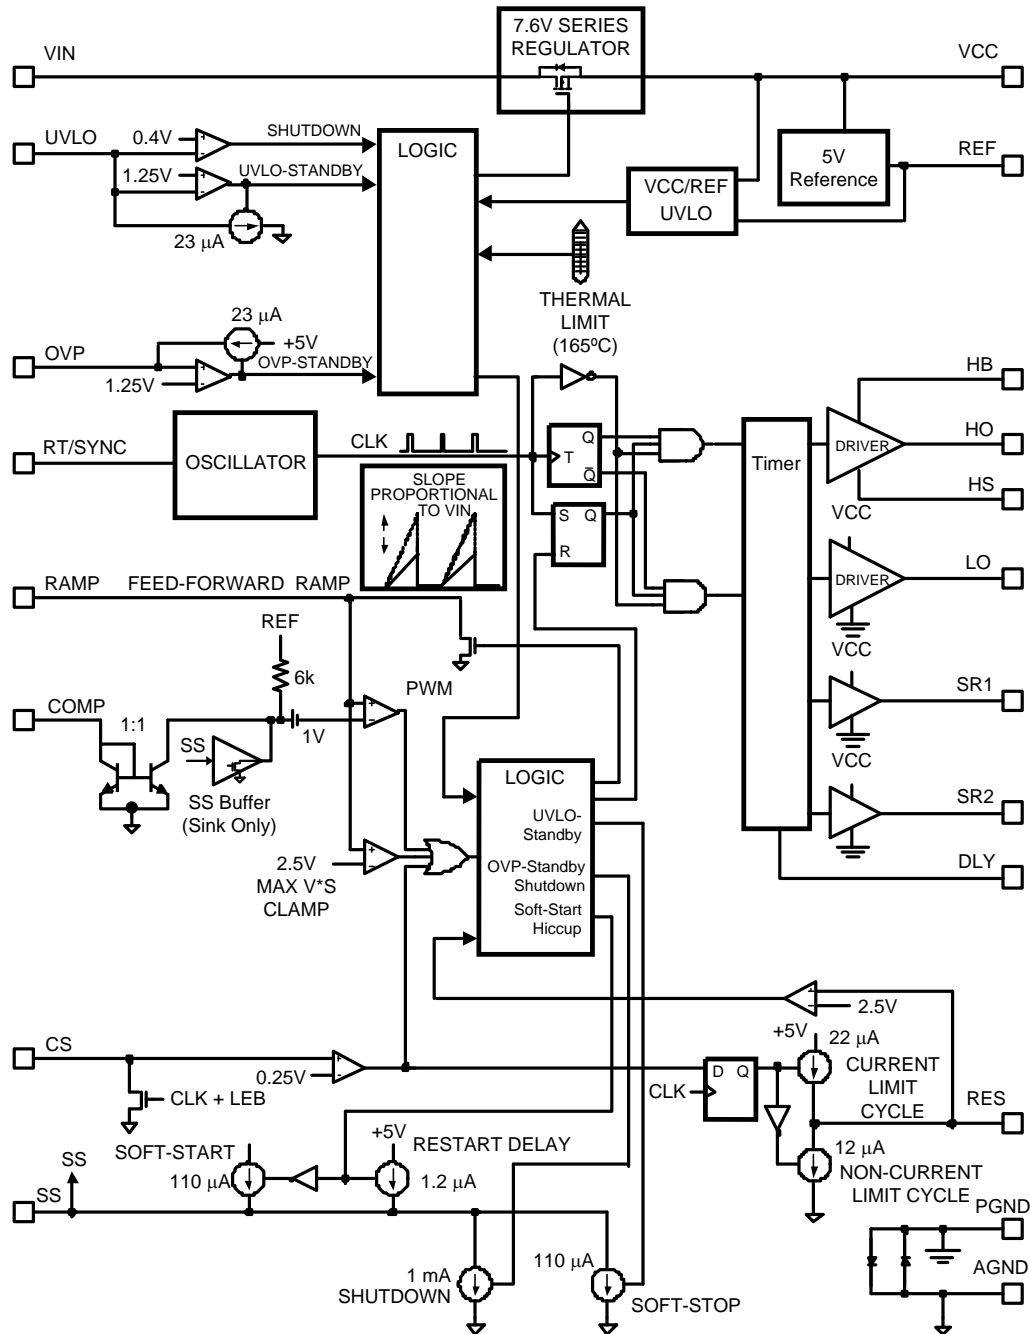 7.6V SERIES
REGULATOR
VIN
VCC
UVLO
0.4V
SHUTDOWN
LOGIC
1.25V
UVLO-STANDBY
5V
Reference
REF
VCC/REF
UVLO
23 μA
THERMAL
LIMIT
(165ºC)
23 μA
+5V
OVP
OVP-STANDBY
1.25V
HB
RT/SYNC
OSCILLATOR
CLK
T
Q
Q̅
Timer
DRIVER
HO
HS
SLOPE
PROPORTIONAL
TO VIN
S
Q
R
VCC
DRIVER
LO
RAMP
FEED-FORWARD RAMP
REF
6k
VCC
PWM
COMP
1:1
1V
SR1
SS
SS Buffer
(Sink Only)
VCC
LOGIC
UVLO-
Standby
OVP-Standby
Shutdown
Soft-Start
Hiccup
SR2
2.5V
MAX V*S
CLAMP
DLY
2.5V
CS
0.25V
CLK + LEB
D
Q
CLK
+5V
22 μA
CURRENT
LIMIT
CYCLE
RES
12 μA
NON-CURRENT
LIMIT CYCLE
SOFT-START
+5V
RESTART DELAY
110 μA
1.2 μA
SS
SS
PGND
AGND
1 mA
SHUTDOWN
110 μA
SOFT-STOP